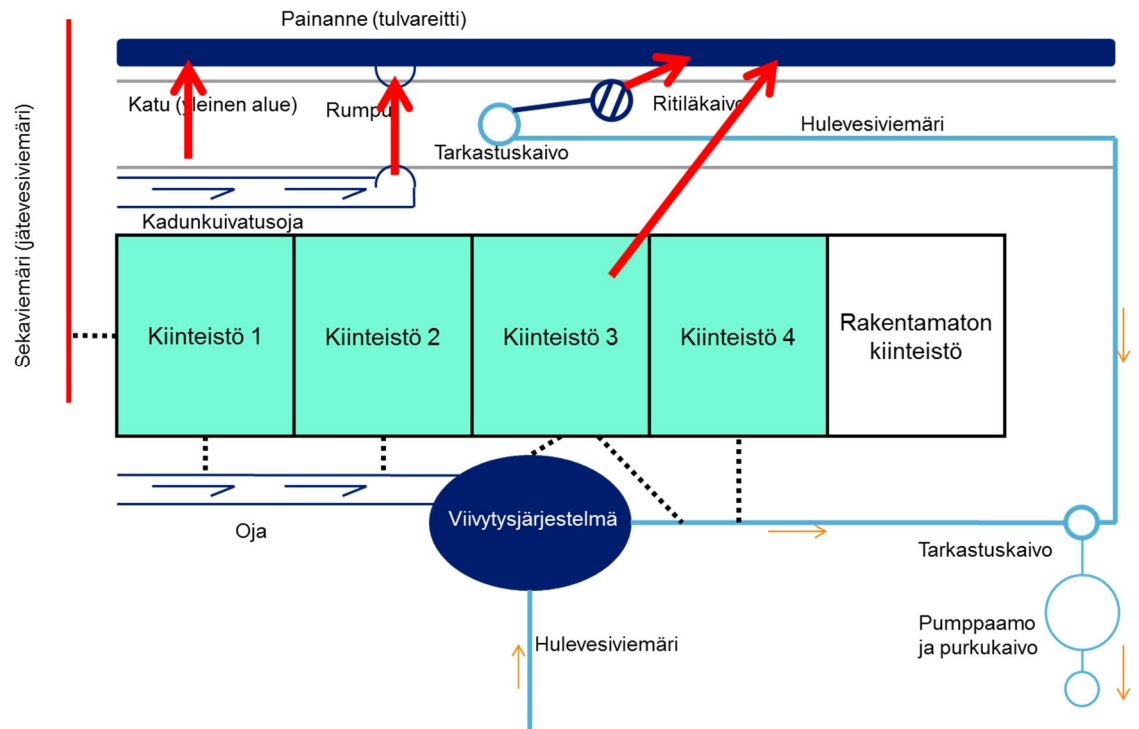 Painanne (tulvareitti)
Katu (yleinen alue)
Rumpu
Ritiläkaivo
Tarkastuskaivo
Hulevesiviemäri
Kadunkuivatusoja
Sekaviemäri (jätevesiviemäri)
Kiinteistö 1
Kiinteistö 2
Kiinteistö 3
Kiinteistö 4
Rakentamaton
kiinteistö
Viivytysjärjestelmä
Oja
Tarkastuskaivo
Hulevesiviemäri
Pumppaamo
ja purkukaivo